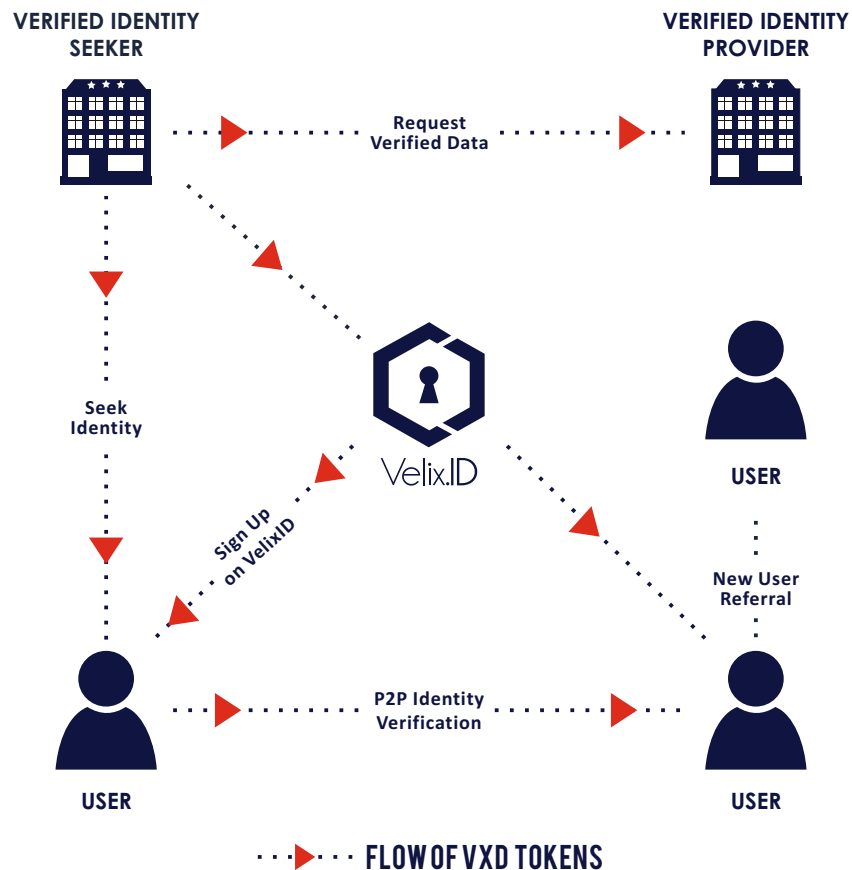 VERIFIED IDENTITY
SEEKER
VERIFIED IDENTITY
PROVIDER
Request
Verified Data
Seek
Identity
Velix.ID
USER
Sign Up
on VelixID
New User
Referral
P2P Identity
Verification
USER
USER
FLOW OF VXD TOKENS